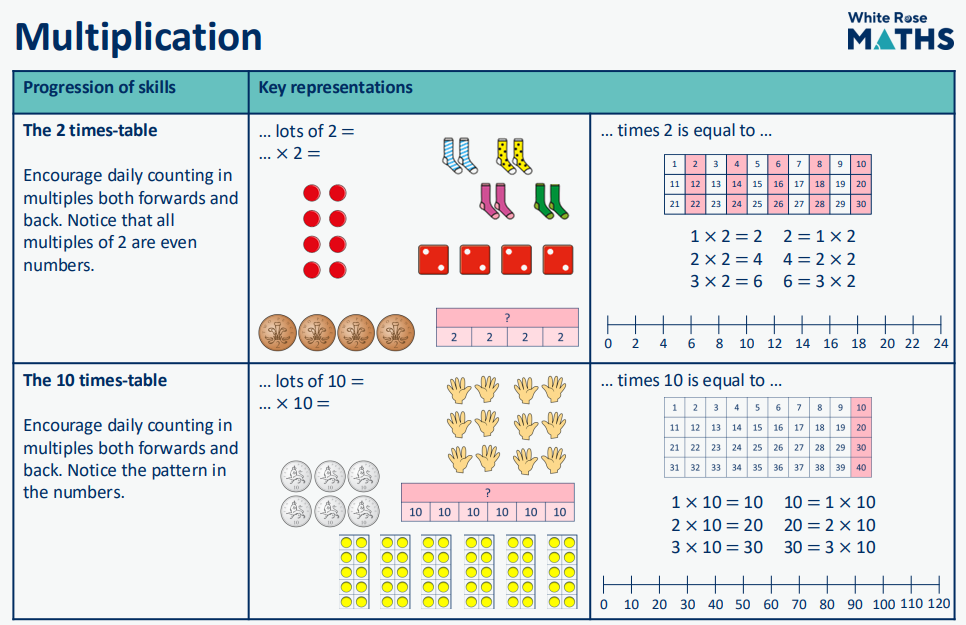 Multiplication
White Rose
MATHS
Progression of skills
Key representations
The 2 times-table
Encourage daily counting in
multiples both forwards and
back. Notice that all
multiples of 2 are even
numbers.
... lots of 2 =
... × 2 =
?
2 2 2 2
... times 2 is equal to ...
1 2 3 4 5 6 7 8 9 10
11 12 13 14 15 16 17 18 19 20
21 22 23 24 25 26 27 28 29 30
1 × 2 = 2 2 = 1 × 2
2 × 2 = 4 4 = 2 × 2
3 × 2 = 6 6 = 3 × 2
0 2 4 6 8 10 12 14 16 18 20 22 24
The 10 times-table
Encourage daily counting in
multiples both forwards and
back. Notice the pattern in
the numbers.
... lots of 10 =
... × 10 =
10 10 10
10 10 10
?
10 10 10 10 10 10
... times 10 is equal to ...
1 2 3 4 5 6 7 8 9 10
11 12 13 14 15 16 17 18 19 20
21 22 23 24 25 26 27 28 29 30
31 32 33 34 35 36 37 38 39 40
1 × 10 = 10 10 = 1 × 10
2 × 10 = 20 20 = 2 × 10
3 × 10 = 30 30 = 3 × 10
0 10 20 30 40 50 60 70 80 90 100 110 120